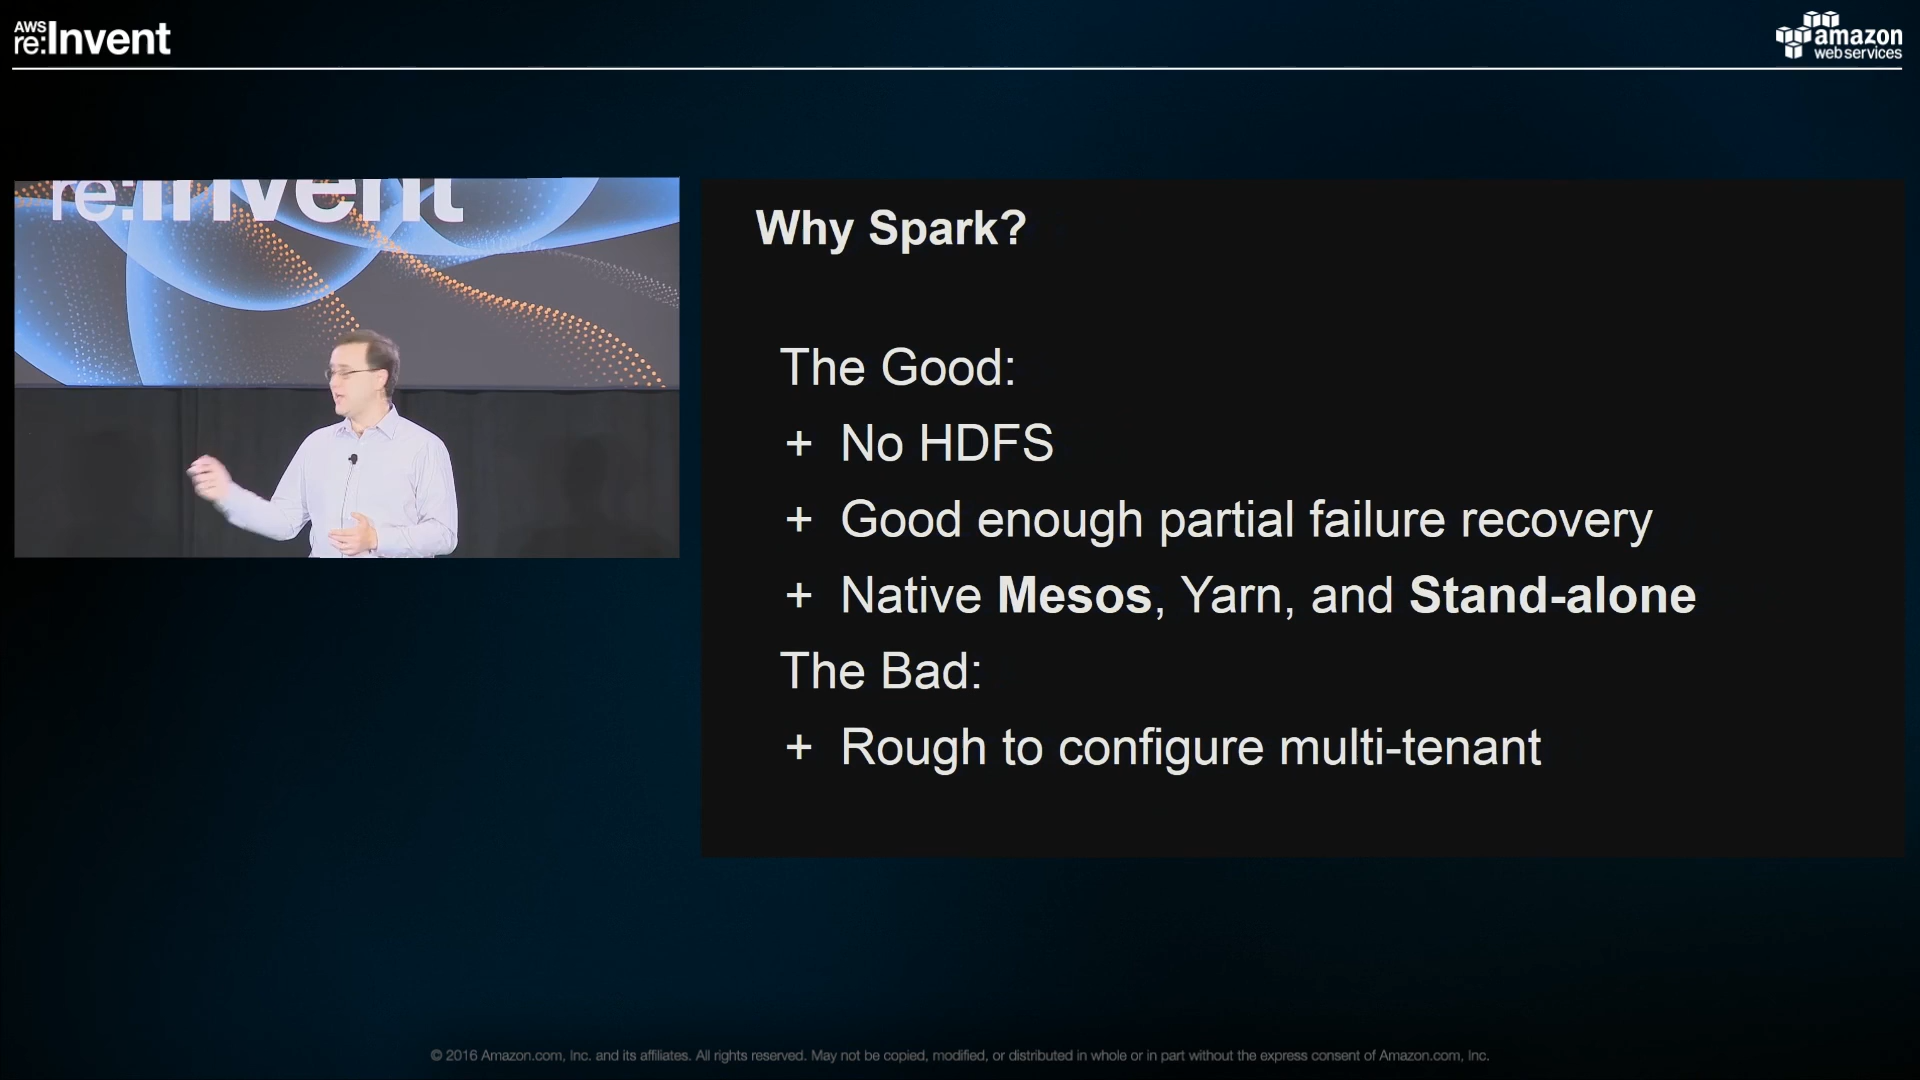 AWS
re:Invent
amazon
web services
re:Invent
Why Spark?
The Good:
+ No HDFS
+ Good enough partial failure recovery
+ Native Mesos, Yarn, and Stand-alone
The Bad:
+ Rough to configure multi-tenant
© 2016 Amazon.com, Inc. and its affiliates. All rights reserved. May not be copied, modified, or distributed in whole or in part without the express consent of Amazon.com, Inc.